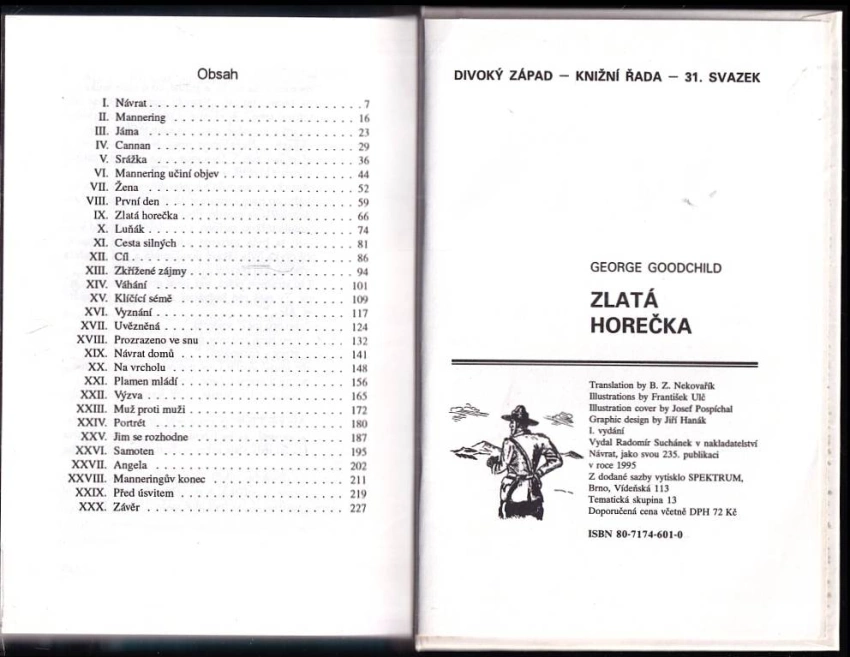 Obsah
I. Návrat . . . . . . . . . . . . . . . . . . . . . . . . . . . 7
II. Mannering . . . . . . . . . . . . . . . . . . . . . . . . 16
III. Jáma . . . . . . . . . . . . . . . . . . . . . . . . . . 23
IV. Cannan . . . . . . . . . . . . . . . . . . . . . . . . . 29
V. Srážka . . . . . . . . . . . . . . . . . . . . . . . . . 36
VI. Mannering učiní objev . . . . . . . . . . . . . . . . 44
VII. Žena . . . . . . . . . . . . . . . . . . . . . . . . . . 52
VIII. První den . . . . . . . . . . . . . . . . . . . . . . . 59
IX. Zlatá horečka . . . . . . . . . . . . . . . . . . . . . 66
X. Luňák . . . . . . . . . . . . . . . . . . . . . . . . . 74
XI. Cesta silných . . . . . . . . . . . . . . . . . . . . . 81
XII. Cíl . . . . . . . . . . . . . . . . . . . . . . . . . . . 86
XIII. Zkřížené zájmy . . . . . . . . . . . . . . . . . . . . 94
XIV. Váhání . . . . . . . . . . . . . . . . . . . . . . . . 101
XV. Klíčící sémě . . . . . . . . . . . . . . . . . . . . . 109
XVI. Vyznání . . . . . . . . . . . . . . . . . . . . . . . . 117
XVII. Uvězněná . . . . . . . . . . . . . . . . . . . . . . . 124
XVIII. Prozrazeno ve snu . . . . . . . . . . . . . . . . . . 132
XIX. Návrat domů . . . . . . . . . . . . . . . . . . . . . 141
XX. Na vrcholu . . . . . . . . . . . . . . . . . . . . . . 148
XXI. Plamen mládí . . . . . . . . . . . . . . . . . . . . . 156
XXII. Výzva . . . . . . . . . . . . . . . . . . . . . . . . . 165
XXIII. Muž proti muži . . . . . . . . . . . . . . . . . . . . 172
XXIV. Portrét . . . . . . . . . . . . . . . . . . . . . . . . 180
XXV. Jim se rozhodne . . . . . . . . . . . . . . . . . . . 187
XXVI. Samoten . . . . . . . . . . . . . . . . . . . . . . . 195
XXVII. Angela . . . . . . . . . . . . . . . . . . . . . . . . 202
XXVIII. Manneringův konec . . . . . . . . . . . . . . . . . 211
XXIX. Před úsvitem . . . . . . . . . . . . . . . . . . . . . 219
XXX. Závěr . . . . . . . . . . . . . . . . . . . . . . . . . 227
DIVOKÝ ZÁPAD – KNIŽNÍ ŘADA – 31. SVAZEK
GEORGE GOODCHILD
ZLATÁ
HOREČKA
Translation by B. Z. Nekovařík
Illustrations by František Ulč
Illustration cover by Josef Pospíchal
Graphic design by Jiří Hanák
I. vydání
Vydal Radomír Suchánek v nakladatelství
Návrat, jako svou 235. publikaci
v roce 1995
Z dodané sazby vytisklo SPEKTRUM,
Brno, Vídeňská 113
Tematická skupina 13
Doporučená cena včetně DPH 72 Kč
ISBN 80-7174-601-0